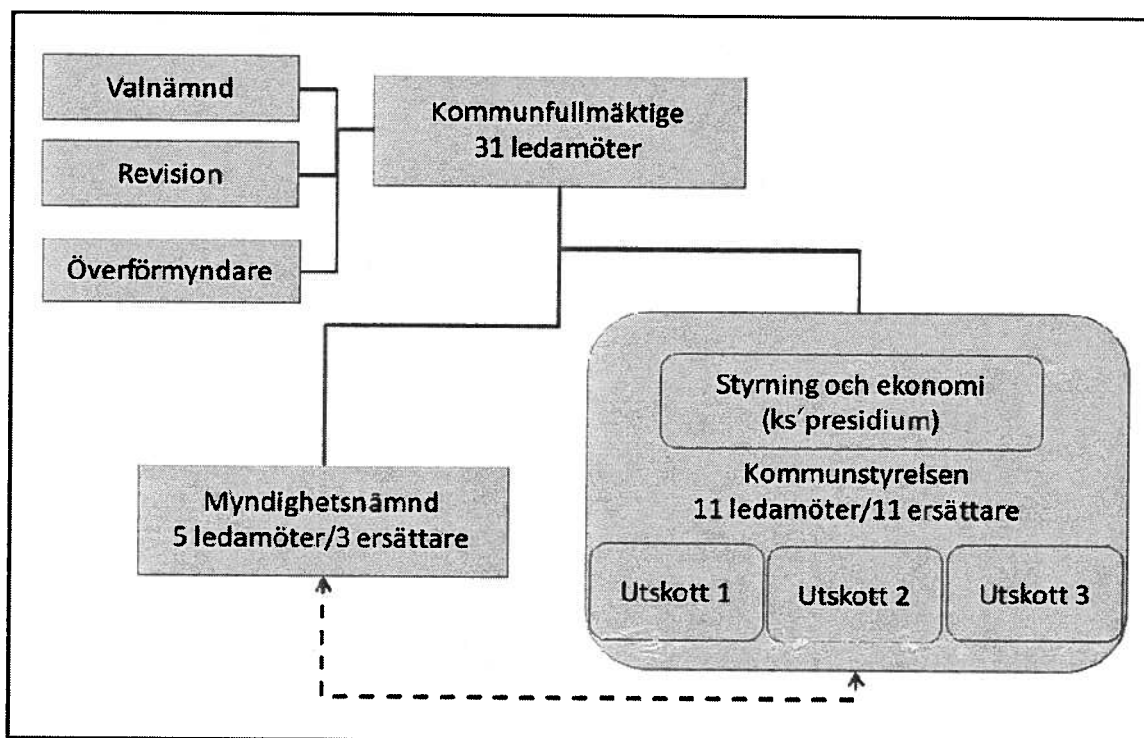 Valnämnd
Revision
Överförmyndare
Kommunfullmäktige
31 ledamöter
Myndighetsnämnd
5 ledamöter/3 ersättare
Styrning och ekonomi
(ks´presidium)
Kommunstyrelsen
11 ledamöter/11 ersättare
Utskott 1
Utskott 2
Utskott 3